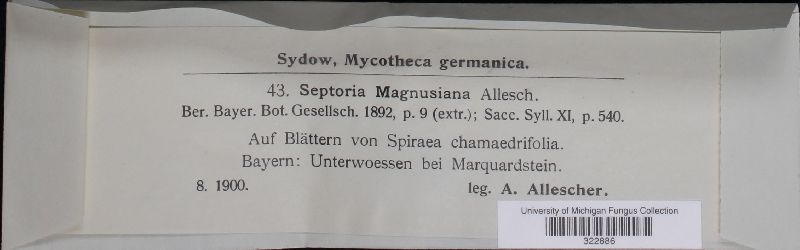 Sydow, Mycotheca germanica.
43. Septoria Magnusiana Allesch.
Ber. Bayer. Bot. Gesellsch. 1892, p. 9 (extr.); Sacc. Syll. XI, p. 540.
Auf Blättern von Spiraea chamaedrifolia.
Bayern: Unterwoessen bei Marquardstein.
8. 1900. leg. A. Allescher.
University of Michigan Fungus Collection
322886